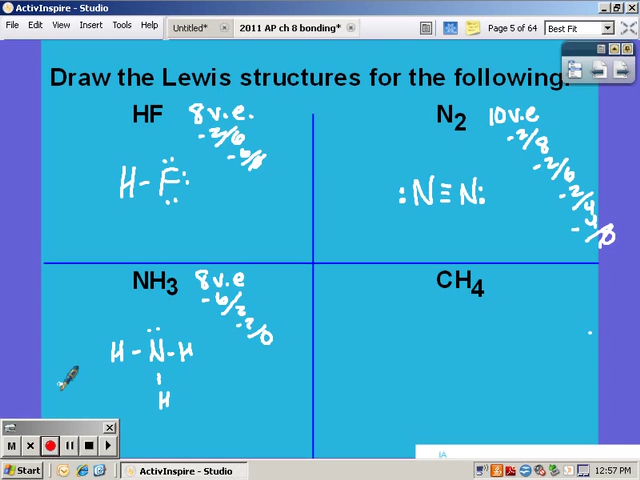 ActivInspire - Studio
File Edit View Insert Tools Help
Untitled* 2011 AP ch 8 bonding* Page 5 of 64 Best Fit
Draw the Lewis structures for the following:
HF 8 v.e.
-2/6
-6/0
H-F
N2 10 v.e
-2/8
-2/6
-2/4
-4/0
:N≡N:
NH3 8 v.e
-6/2
-2/0
H-N-H
H
CH4
M
IA
Start ActivInspire - Studio 12:57 PM